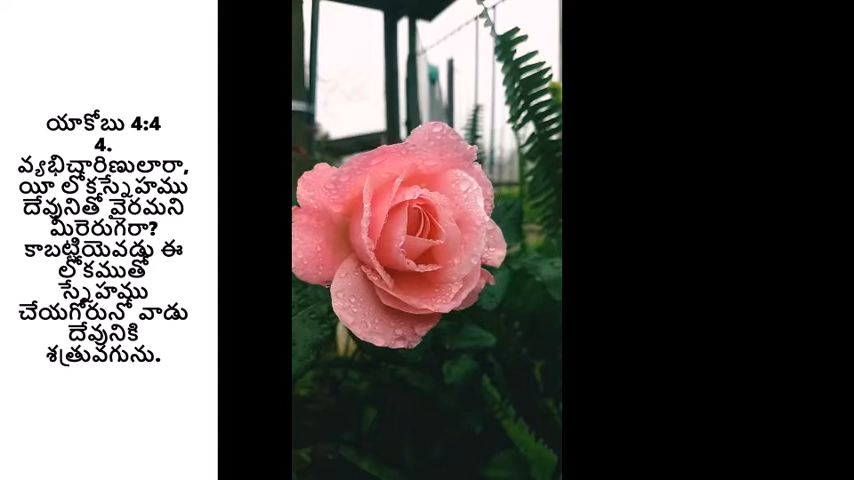 యాకోబు 4:4
4.
వ్యభిచారిణులారా,
యీ లోకస్నేహము
దేవునితో వైరమని
మీరెరుగరా?
కాబట్టియెవడు ఈ
లోకముతో
స్నేహము
చేయగోరునో వాడు
దేవునికి
శత్రువగును.